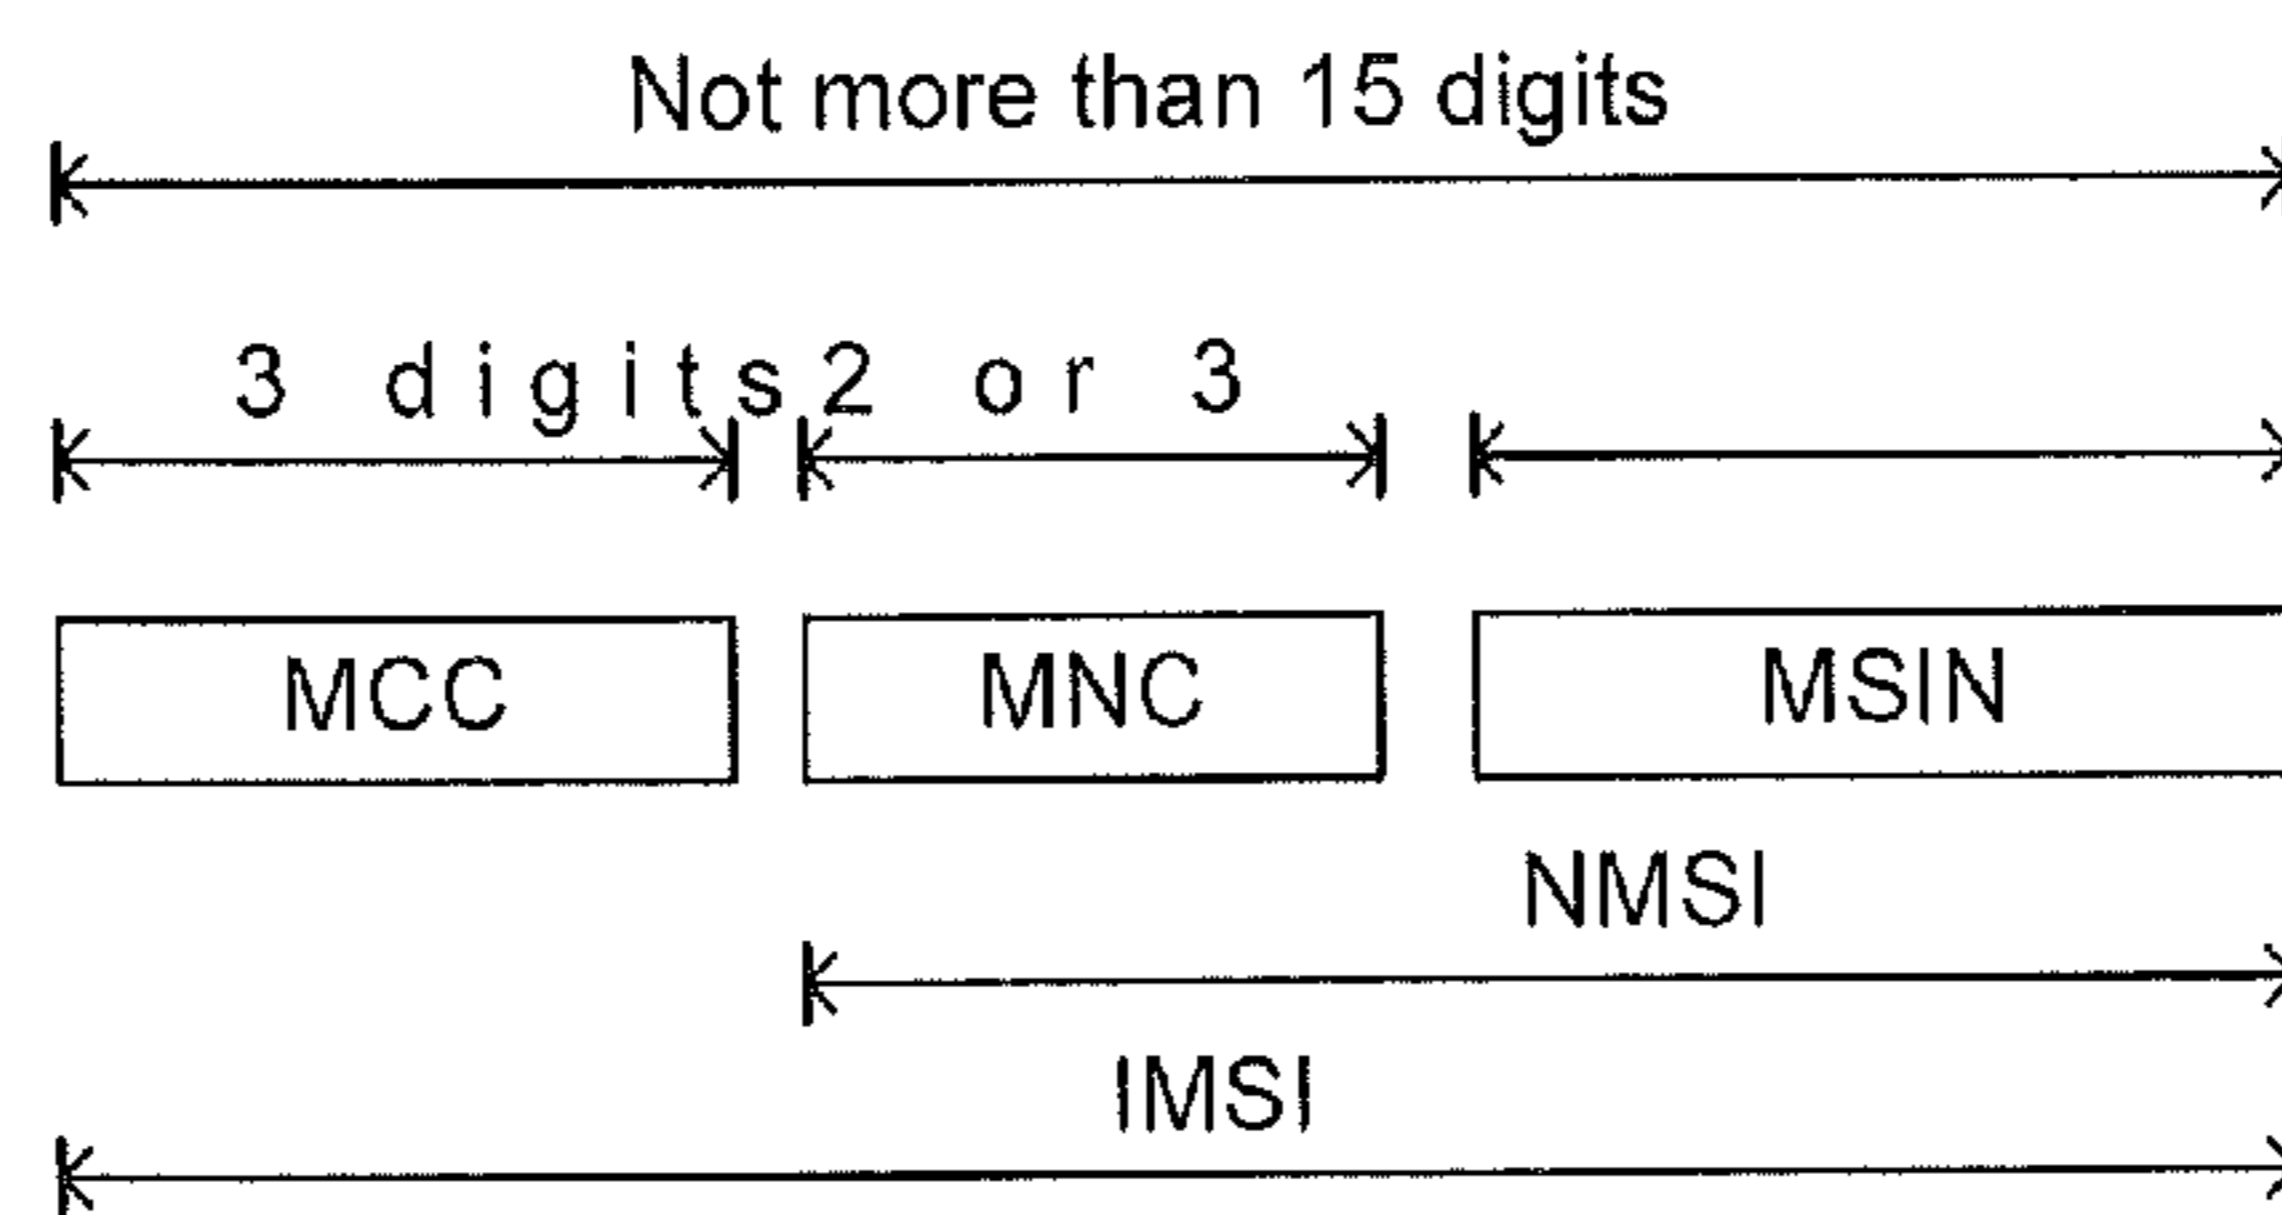 Not more than 15 digits
3 digits 2 or 3
MCC MNC MSIN
NMSI
IMSI